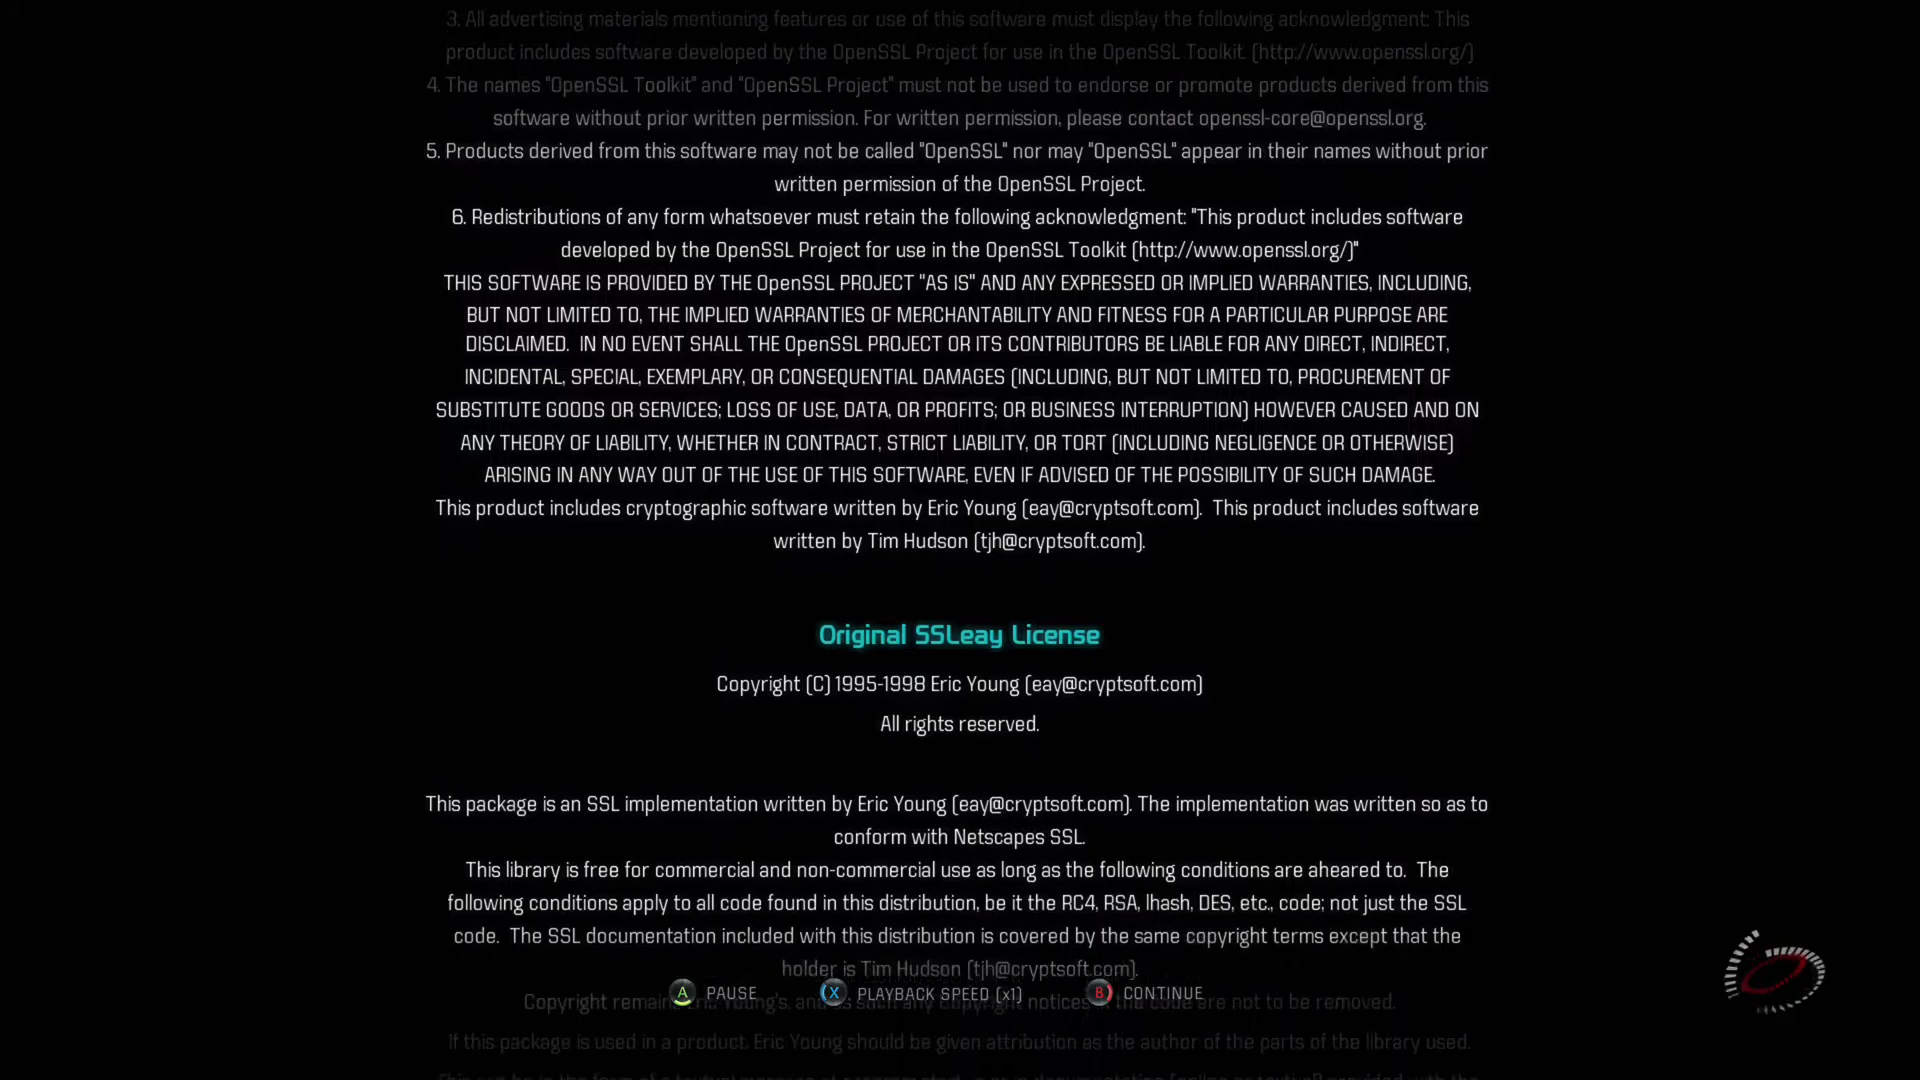 3. All advertising materials mentioning features or use of this software must display the following acknowledgment: This
product includes software developed by the OpenSSL Project for use in the OpenSSL Toolkit. (http://www.openssl.org/)
4. The names "OpenSSL Toolkit" and "OpenSSL Project" must not be used to endorse or promote products derived from this
software without prior written permission. For written permission, please contact openssl-core@openssl.org.
5. Products derived from this software may not be called "OpenSSL" nor may "OpenSSL" appear in their names without prior
written permission of the OpenSSL Project.
6. Redistributions of any form whatsoever must retain the following acknowledgment: "This product includes software
developed by the OpenSSL Project for use in the OpenSSL Toolkit (http://www.openssl.org/)"
THIS SOFTWARE IS PROVIDED BY THE OpenSSL PROJECT "AS IS" AND ANY EXPRESSED OR IMPLIED WARRANTIES, INCLUDING,
BUT NOT LIMITED TO, THE IMPLIED WARRANTIES OF MERCHANTABILITY AND FITNESS FOR A PARTICULAR PURPOSE ARE
DISCLAIMED.  IN NO EVENT SHALL THE OpenSSL PROJECT OR ITS CONTRIBUTORS BE LIABLE FOR ANY DIRECT, INDIRECT,
INCIDENTAL, SPECIAL, EXEMPLARY, OR CONSEQUENTIAL DAMAGES (INCLUDING, BUT NOT LIMITED TO, PROCUREMENT OF
SUBSTITUTE GOODS OR SERVICES; LOSS OF USE, DATA, OR PROFITS; OR BUSINESS INTERRUPTION) HOWEVER CAUSED AND ON
ANY THEORY OF LIABILITY, WHETHER IN CONTRACT, STRICT LIABILITY, OR TORT (INCLUDING NEGLIGENCE OR OTHERWISE)
ARISING IN ANY WAY OUT OF THE USE OF THIS SOFTWARE, EVEN IF ADVISED OF THE POSSIBILITY OF SUCH DAMAGE.
This product includes cryptographic software written by Eric Young (eay@cryptsoft.com).  This product includes software
written by Tim Hudson (tjh@cryptsoft.com).
Original SSLeay License
Copyright (C) 1995-1998 Eric Young (eay@cryptsoft.com)
All rights reserved.
This package is an SSL implementation written by Eric Young (eay@cryptsoft.com). The implementation was written so as to
conform with Netscapes SSL.
This library is free for commercial and non-commercial use as long as the following conditions are aheared to.  The
following conditions apply to all code found in this distribution, be it the RC4, RSA, lhash, DES, etc., code; not just the SSL
code.  The SSL documentation included with this distribution is covered by the same copyright terms except that the
holder is Tim Hudson (tjh@cryptsoft.com).
A PAUSE X PLAYBACK SPEED (x1) B CONTINUE
Copyright remains Eric Young's, and as such any copyright notices in the code are not to be removed.
If this package is used in a product, Eric Young should be given attribution as the author of the parts of the library used.